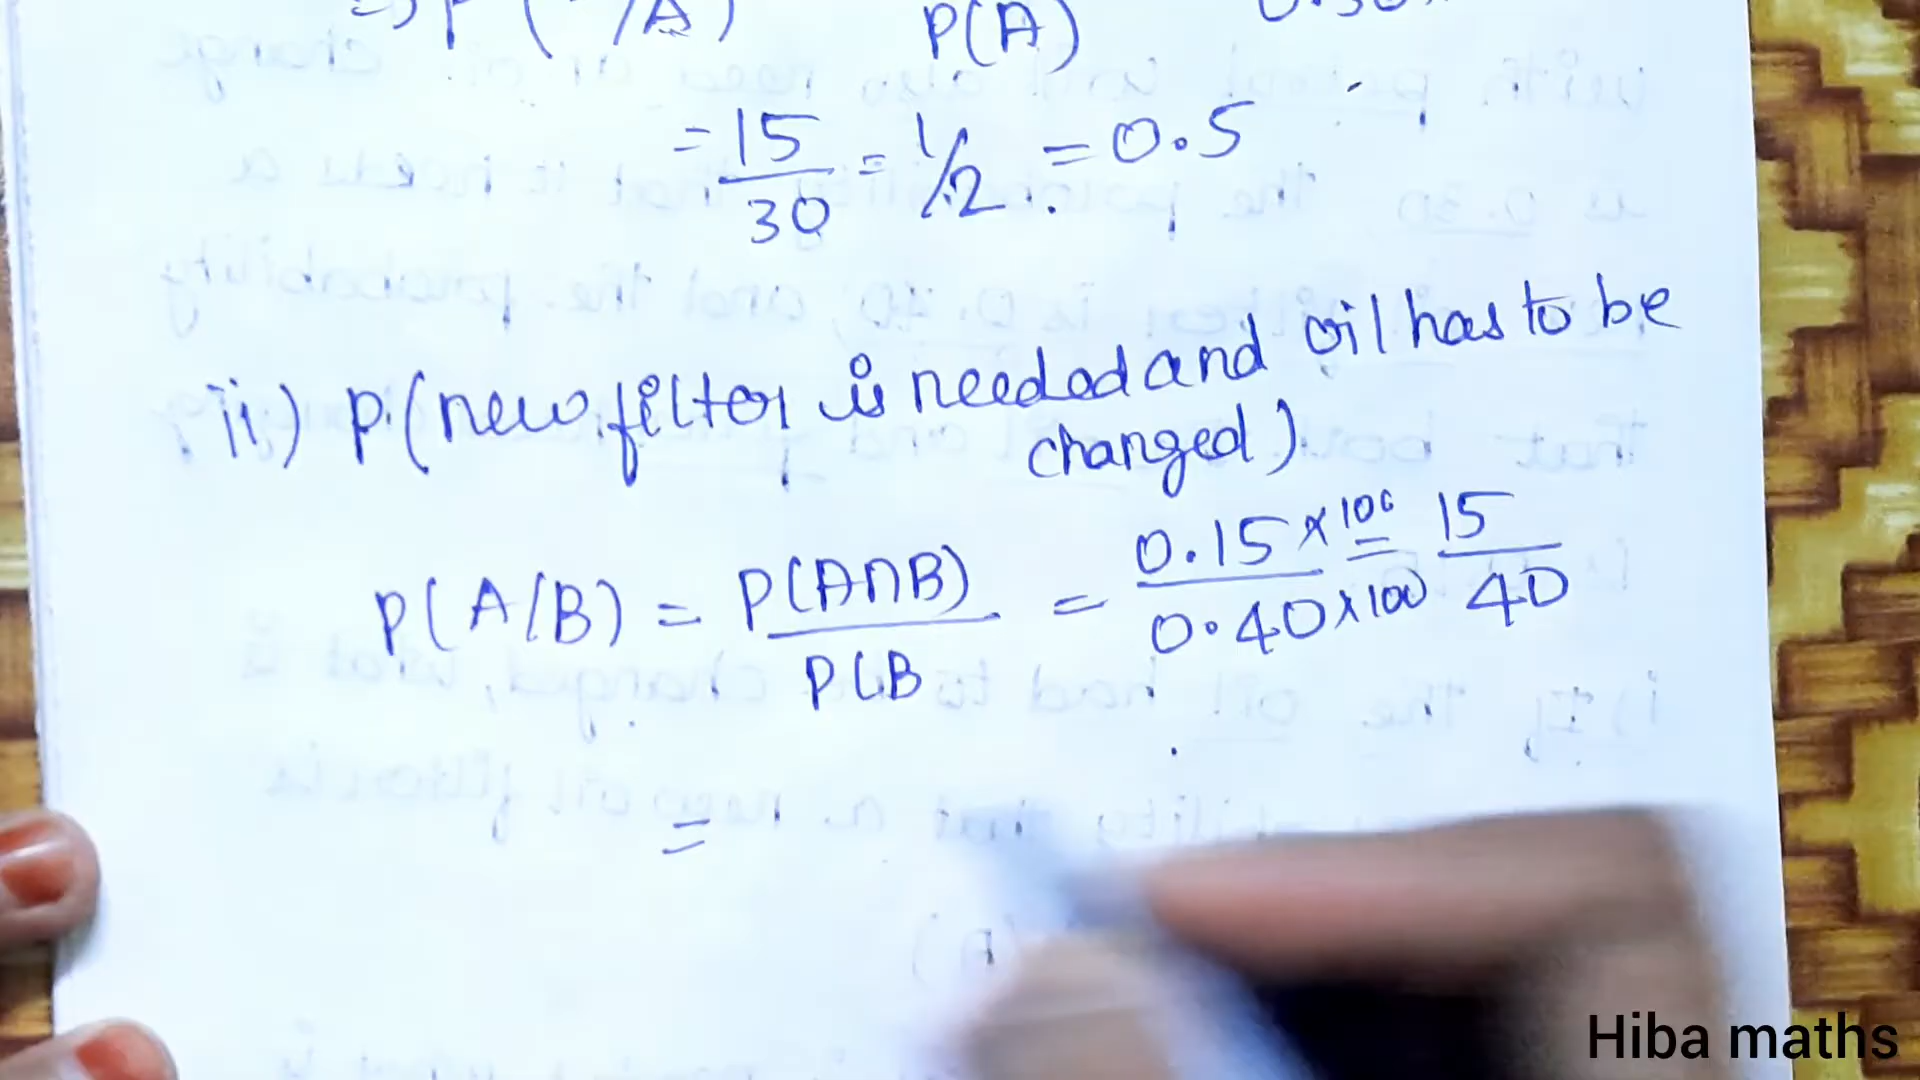 P(A)
= 15/30 = 1/2 = 0.5
ii) P(new filter is needed and oil has to be
changed)
P(A/B) = P(A∩B)/P(B = 0.15×100/0.40×100 = 15/40
=
Hiba maths